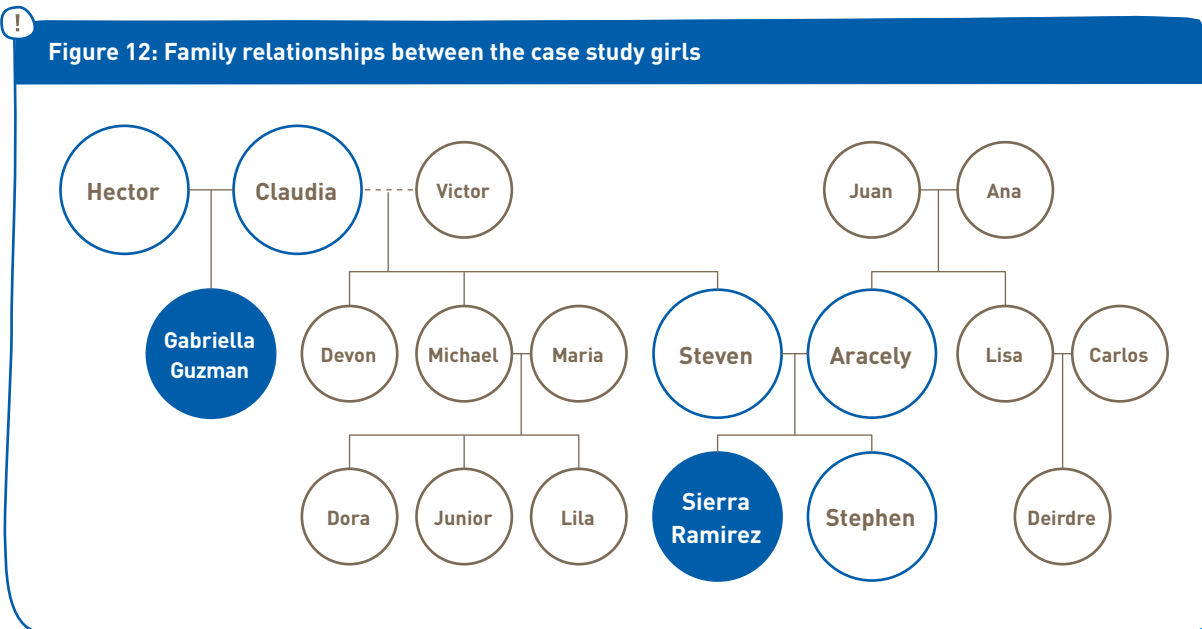 !
Figure 12: Family relationships between the case study girls
Hector
Claudia
Victor
Juan
Ana
Gabriella
Guzman
Devon
Michael
Maria
Steven
Aracely
Lisa
Carlos
Dora
Junior
Lila
Sierra
Ramirez
Stephen
Deirdre